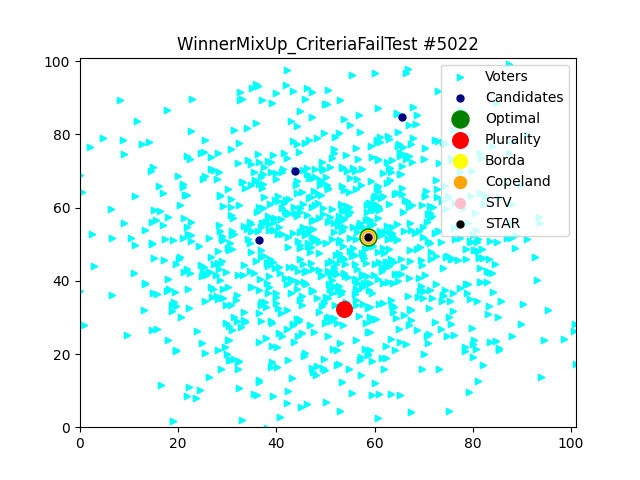 WinnerMixUp_CriteriaFailTest #5022
100
80
60
40
20
0
0 20 40 60 80 100
Voters
Candidates
Optimal
Plurality
Borda
Copeland
STV
STAR